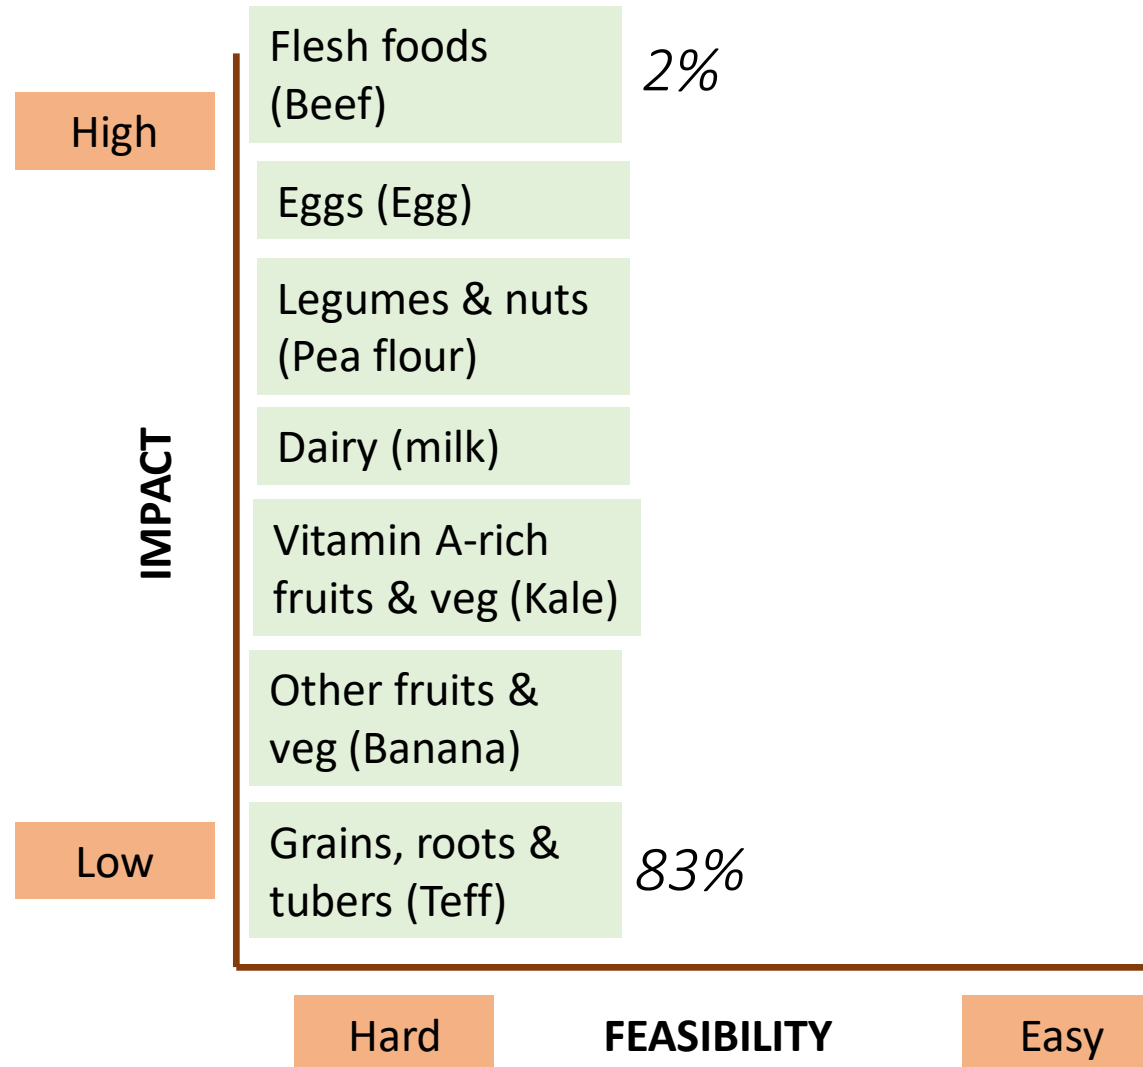 Flesh foods
(Beef)
2%
High
Eggs (Egg)
Legumes & nuts
(Pea flour)
Dairy (milk)
IMPACT
Vitamin A-rich
fruits & veg (Kale)
Other fruits &
veg (Banana)
Low
Grains, roots &
tubers (Teff)
83%
Hard
FEASIBILITY
Easy